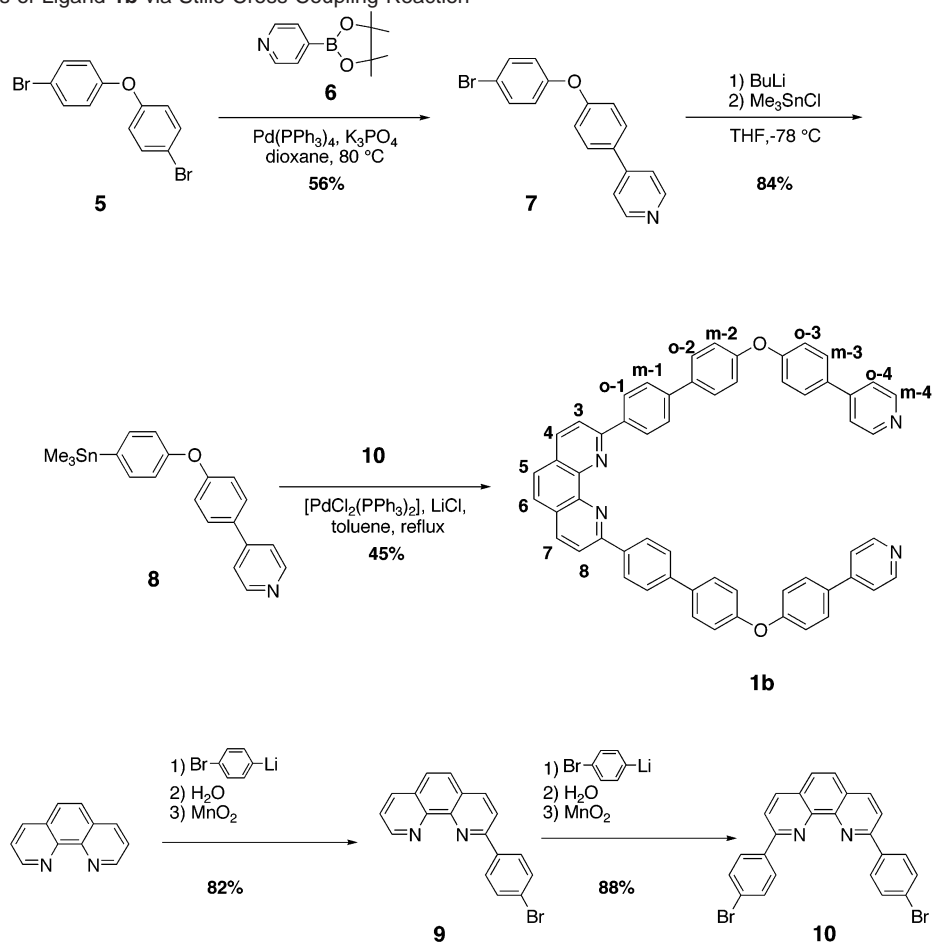 of Ligand 1b via Stille Cross Coupling Reaction
Br
O
Br
5
N
B
O
O
6
Pd(PPh3)4, K3PO4
dioxane, 80 °C
56%
Br
O
N
7
1) BuLi
2) Me3SnCl
THF,-78 °C
84%
Me3Sn
O
N
8
10
[PdCl2(PPh3)2], LiCl,
toluene, reflux
45%
o-1
m-1
o-2
m-2
O
o-3
m-3
o-4
m-4
N
3
4
5
6
7
8
N
N
O
N
1b
N
N
1) Br
Li
2) H2O
3) MnO2
82%
N
N
Br
9
1) Br
Li
2) H2O
3) MnO2
88%
N
N
Br
Br
10